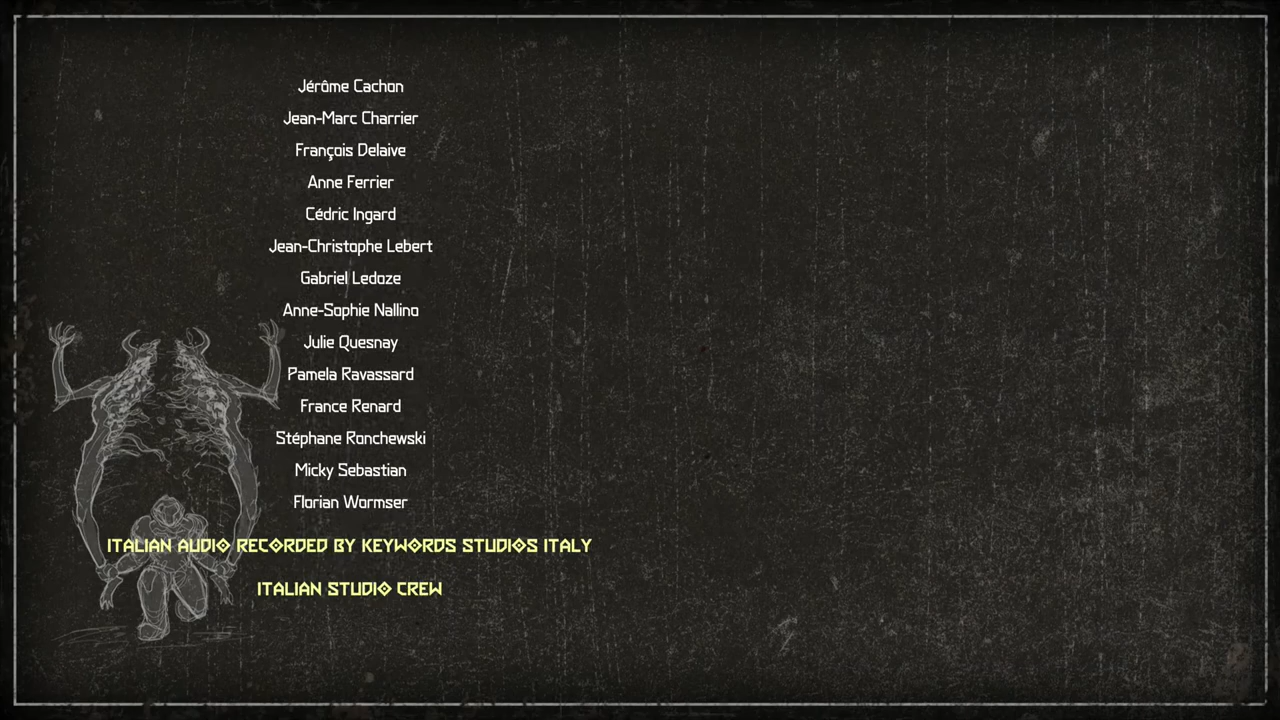 Jérôme Cachon
Jean-Marc Charrier
François Delaive
Anne Ferrier
Cédric Ingard
Jean-Christophe Lebert
Gabriel Ledoze
Anne-Sophie Nallino
Julie Quesnay
Pamela Ravassard
France Renard
Stéphane Ronchewski
Micky Sebastian
Florian Wormser
ITALIAN AUDIO RECORDED BY KEYWORDS STUDIOS ITALY
ITALIAN STUDIO CREW